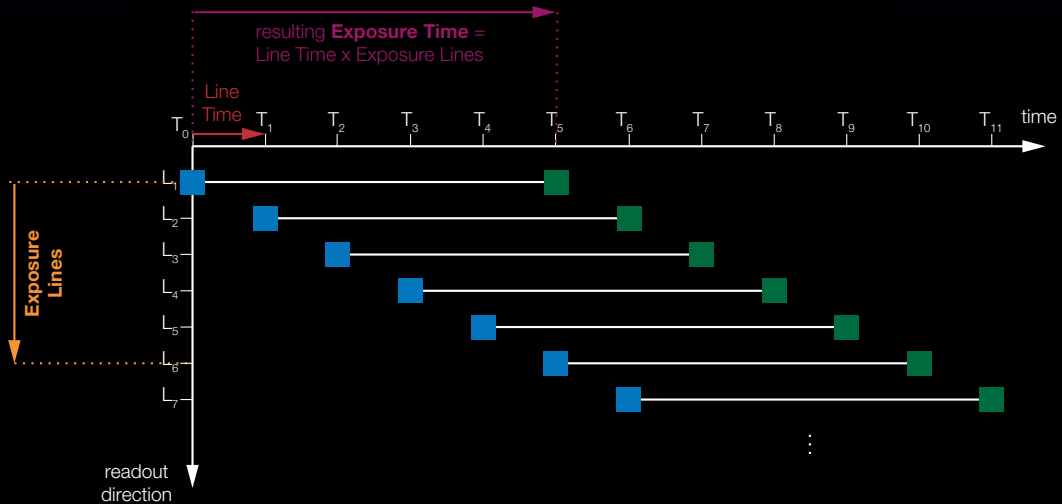 resulting Exposure Time =
Line Time x Exposure Lines
Line
Time
T₀
T₁
T₂
T₃
T₄
T₅
T₆
T₇
T₈
T₉
T₁₀
T₁₁
time
L₁
L₂
L₃
L₄
L₅
L₆
L₇
Exposure
Lines
⋮
readout
direction